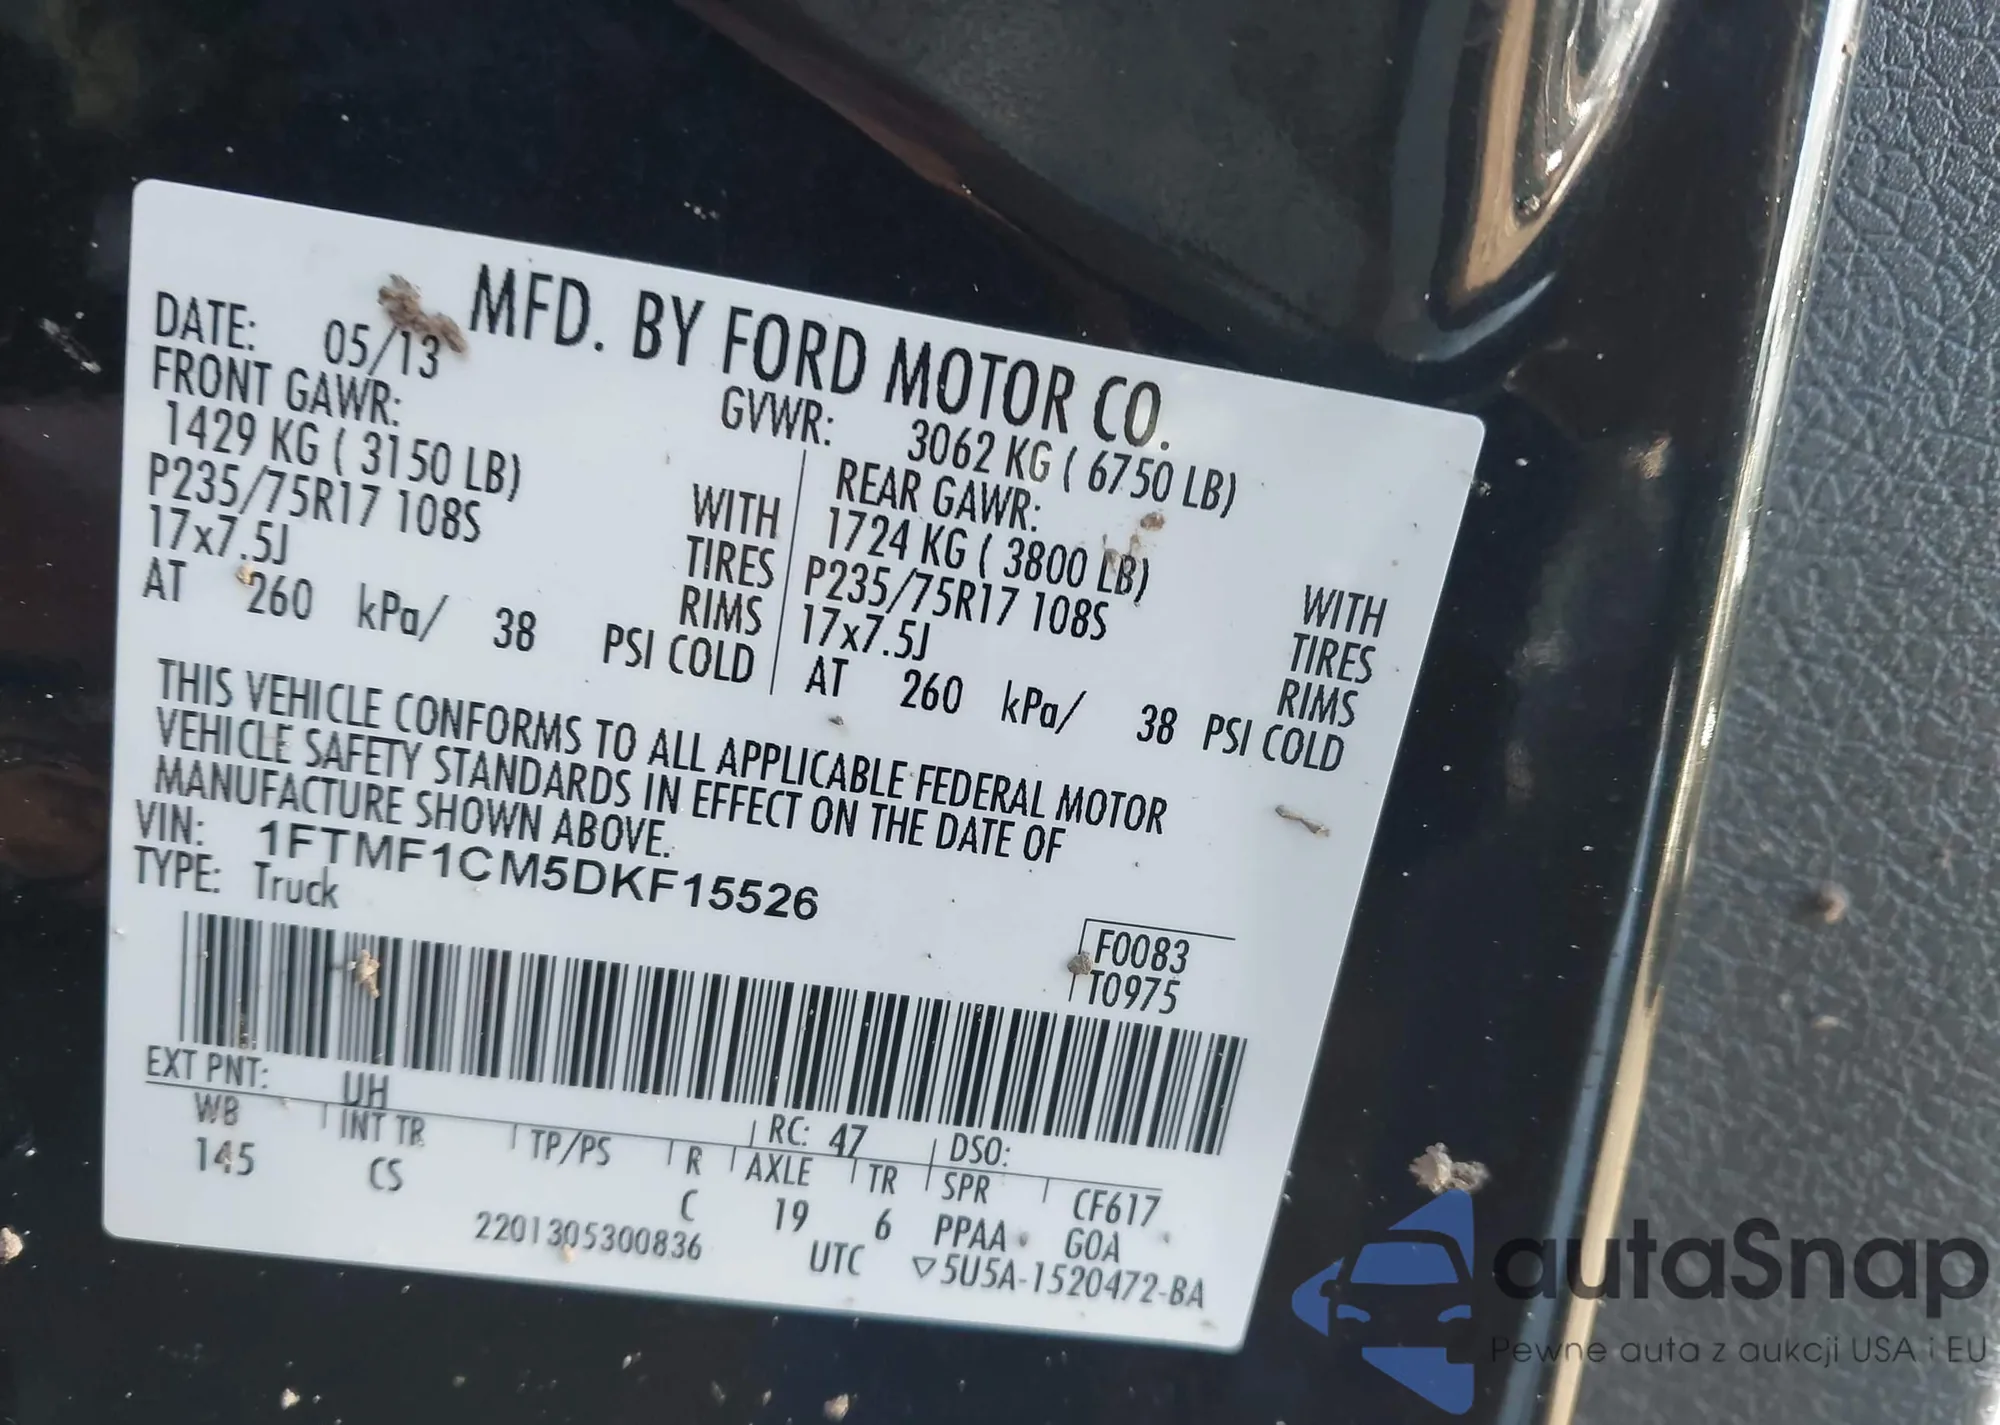 MFD. BY FORD MOTOR CO.
DATE: 05/13 GVWR: 3062 KG ( 6750 LB)
FRONT GAWR: REAR GAWR:
1429 KG ( 3150 LB) WITH 1724 KG ( 3800 LB) WITH
P235/75R17 108S TIRES P235/75R17 108S TIRES
17x7.5J RIMS 17x7.5J RIMS
AT 260 kPa/ 38 PSI COLD AT 260 kPa/ 38 PSI COLD
THIS VEHICLE CONFORMS TO ALL APPLICABLE FEDERAL MOTOR
VEHICLE SAFETY STANDARDS IN EFFECT ON THE DATE OF
MANUFACTURE SHOWN ABOVE.
VIN: 1FTMF1CM5DKF15526
TYPE: Truck
F0083
T0975
EXT PNT: UH RC: 47 DSO:
WB INT TR TP/PS R AXLE TR SPR CF617
145 CS C 19 6 PPAA GOA
2201305300836 UTC ▽5U5A-1520472-BA
autoSnap
Pewne auta z aukcji USA i EU